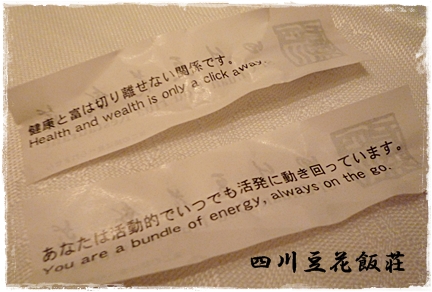 健康と富は切り離せない関係です。
Health and wealth is only a click away.
あなたは活動的でいつでも活発に動き回っています。
You are a bundle of energy, always on the go.
四川豆花飯荘